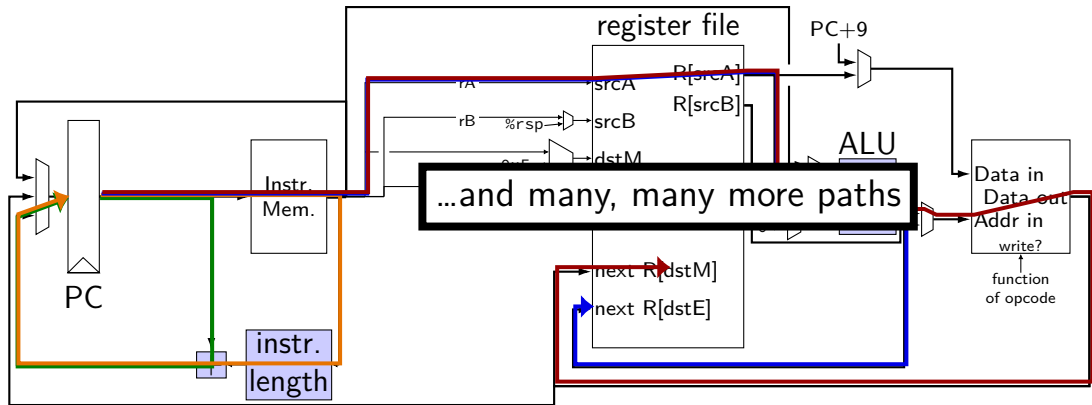 register file
PC+9
R[srcA]
rA
srcA
R[srcB]
rB
%rsp
srcB
ALU
dstM
Instr.
Mem.
Data in
Data out
Addr in
…and many, many more paths
write?
function
of opcode
next R[dstM]
PC
next R[dstE]
instr.
length
+